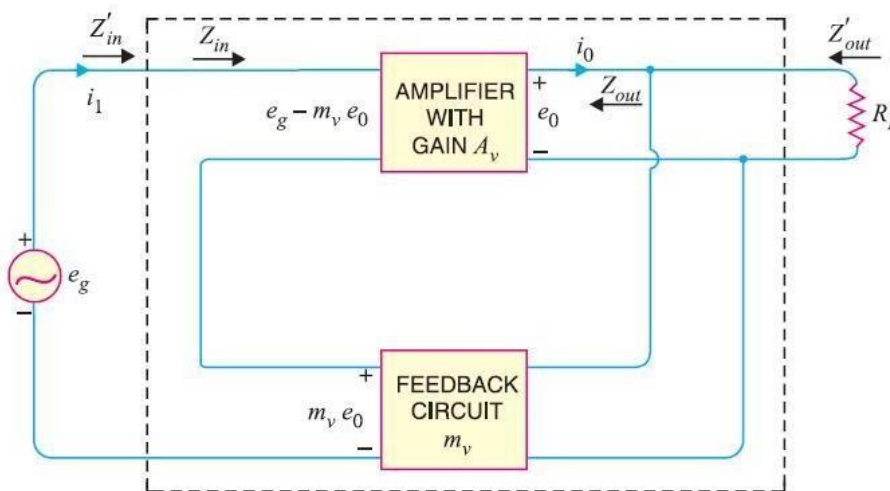 Z'in Zin i0 Z'out
i1 AMPLIFIER + Zout
eg – mv e0 WITH e0 R
GAIN Av –
+
eg
–
+ FEEDBACK
mv e0 CIRCUIT
– mv